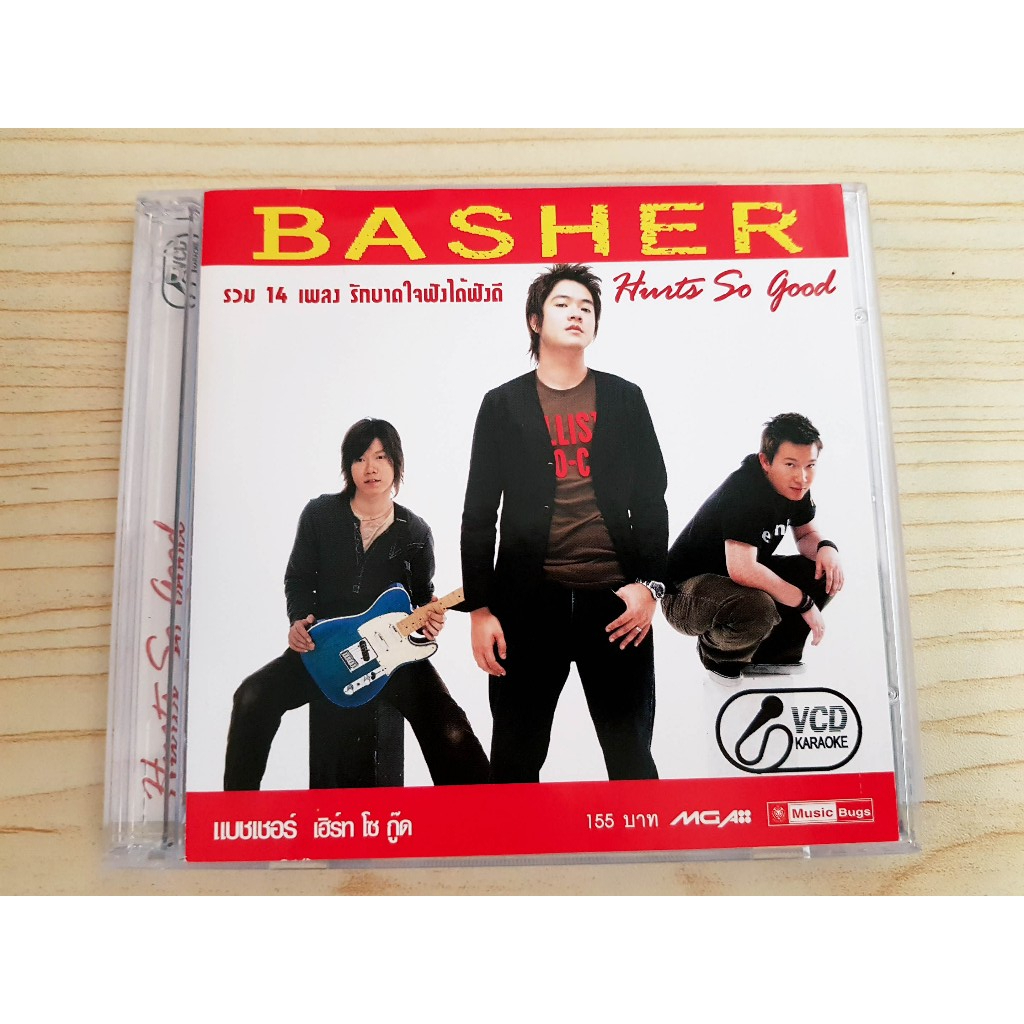 BASHER
รวม 14 เพลง รักบาดใจฟังได้ฟังดี
Hurts So Good
VCD
KARAOKE
แบชเชอร์ เฮิร์ท โซ กู๊ด
155 บาท MGA Music Bugs
Hurts So Good